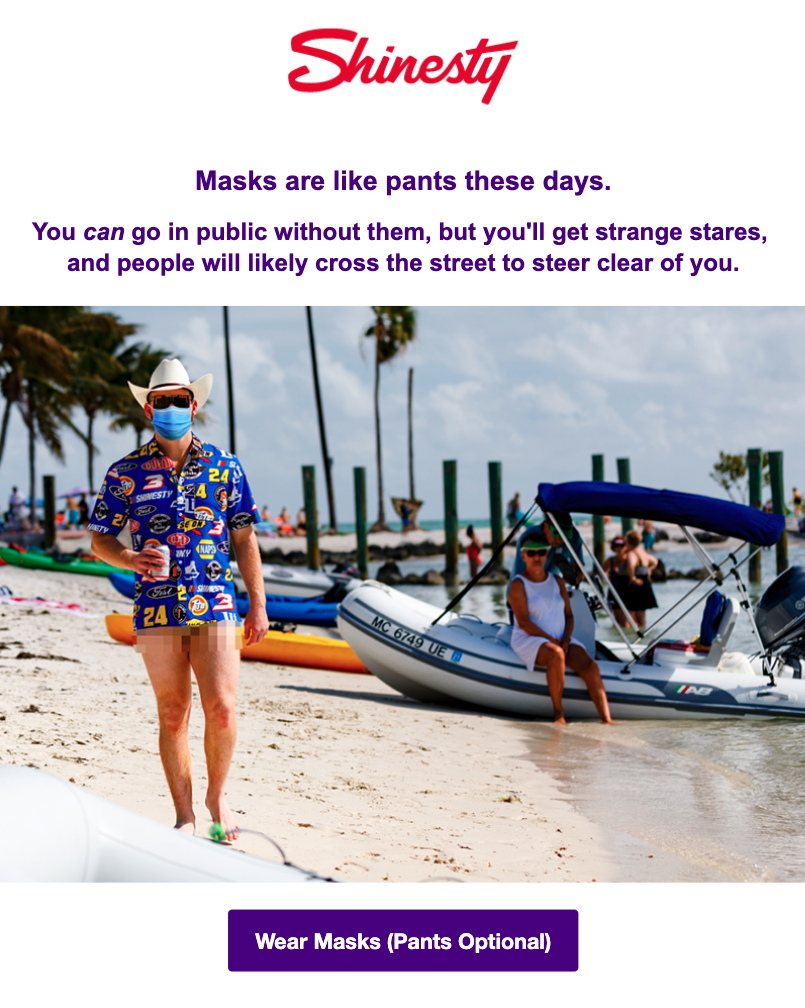 Shinesty
Masks are like pants these days.
You can go in public without them, but you'll get strange stares,
and people will likely cross the street to steer clear of you.
24
3
SHINESTY
NAPA
Fist
24
3
MC 6749 UE
AB
Wear Masks (Pants Optional)